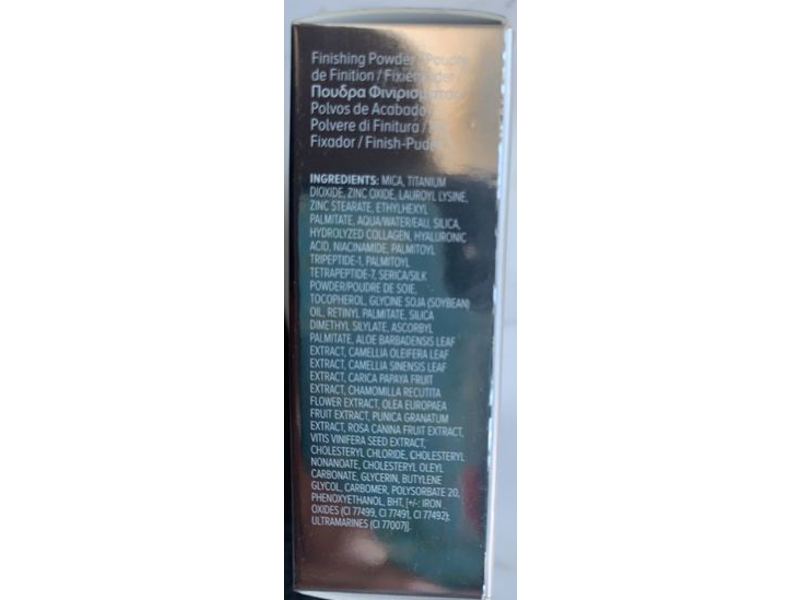 Finishing Powder / Poudre
de Finition / Fixierpuder
Πουδρα Φινιρισματος
Polvos de Acabado
Polvere di Finitura /
Fixador / Finish-Puder
INGREDIENTS: MICA, TITANIUM
DIOXIDE, ZINC OXIDE, LAUROYL LYSINE,
ZINC STEARATE, ETHYLHEXYL
PALMITATE, AQUA/WATER/EAU, SILICA,
HYDROLYZED COLLAGEN, HYALURONIC
ACID, NIACINAMIDE, PALMITOYL
TRIPEPTIDE-1, PALMITOYL
TETRAPEPTIDE-7, SERICA/SILK
POWDER/POUDRE DE SOIE,
TOCOPHEROL, GLYCINE SOJA (SOYBEAN)
OIL, RETINYL PALMITATE, SILICA
DIMETHYL SILYLATE, ASCORBYL
PALMITATE, ALOE BARBADENSIS LEAF
EXTRACT, CAMELLIA OLEIFERA LEAF
EXTRACT, CAMELLIA SINENSIS LEAF
EXTRACT, CARICA PAPAYA FRUIT
EXTRACT, CHAMOMILLA RECUTITA
FLOWER EXTRACT, OLEA EUROPAEA
FRUIT EXTRACT, PUNICA GRANATUM
EXTRACT, ROSA CANINA FRUIT EXTRACT,
VITIS VINIFERA SEED EXTRACT,
CHOLESTERYL CHLORIDE, CHOLESTERYL
NONANOATE, CHOLESTERYL OLEYL
CARBONATE, GLYCERIN, BUTYLENE
GLYCOL, CARBOMER, POLYSORBATE 20,
PHENOXYETHANOL, BHT, [+/-: IRON
OXIDES (CI 77499, CI 77491, CI 77492);
ULTRAMARINES (CI 77007)].